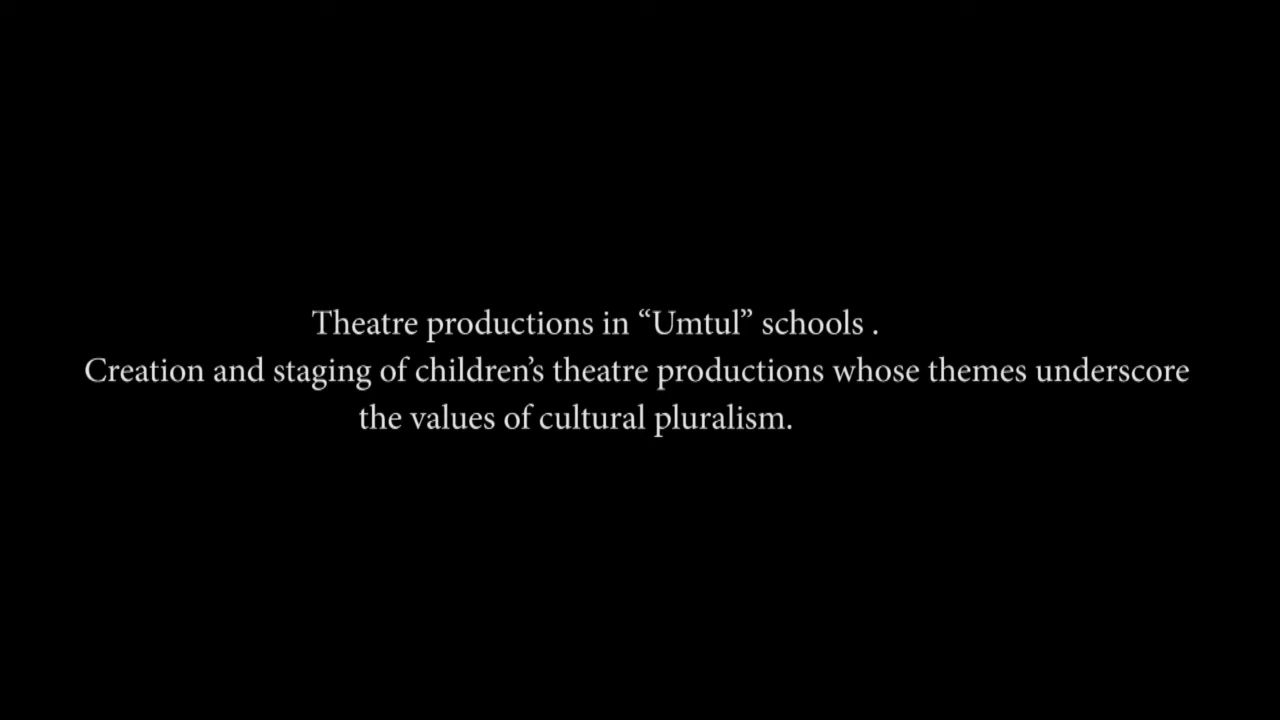 Theatre productions in “Umtul” schools .
Creation and staging of children’s theatre productions whose themes underscore
the values of cultural pluralism.